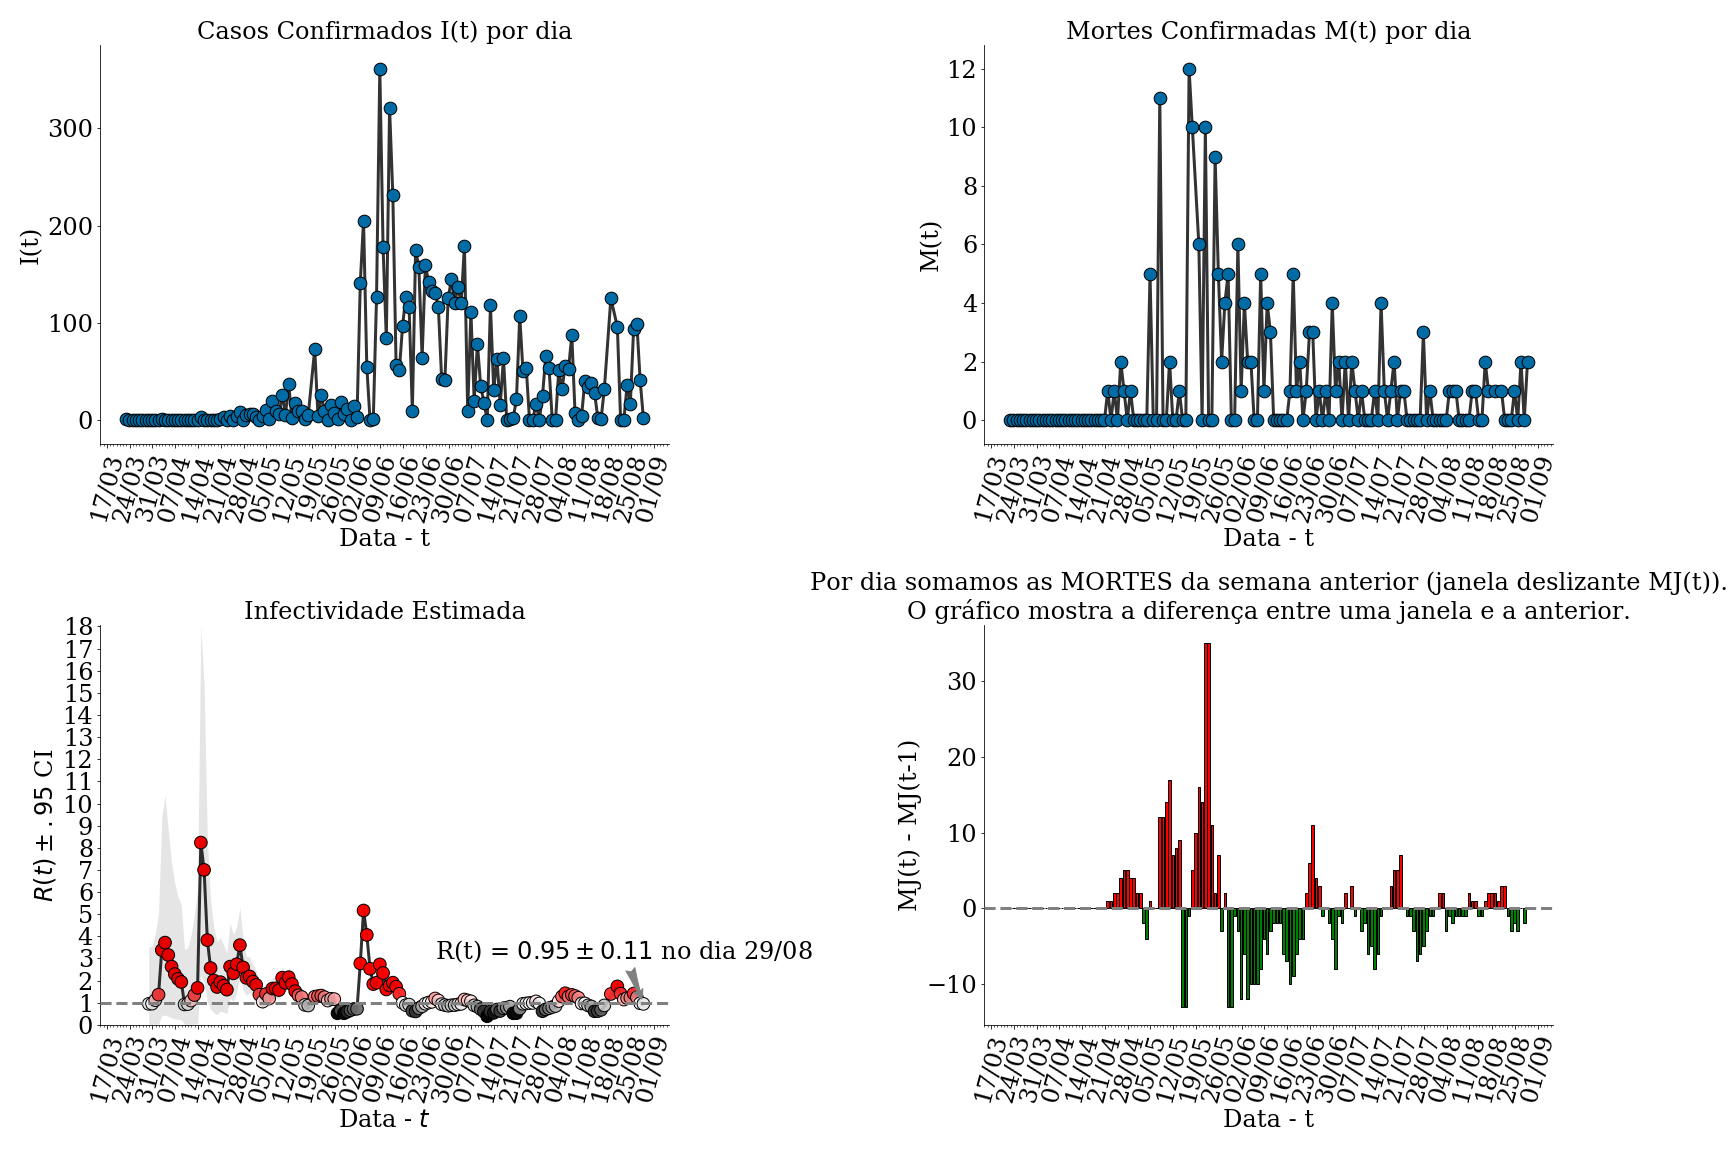 Casos Confirmados I(t) por dia
I(t)
300
200
100
0
17/03 24/03 31/03 07/04 14/04 21/04 28/04 05/05 12/05 19/05 26/05 02/06 09/06 16/06 23/06 30/06 07/07 14/07 21/07 28/07 04/08 11/08 18/08 25/08 01/09
Data - t
Mortes Confirmadas M(t) por dia
M(t)
12
10
8
6
4
2
0
17/03 24/03 31/03 07/04 14/04 21/04 28/04 05/05 12/05 19/05 26/05 02/06 09/06 16/06 23/06 30/06 07/07 14/07 21/07 28/07 04/08 11/08 18/08 25/08 01/09
Data - t
Infectividade Estimada
R(t) ± .95 CI
18
17
16
15
14
13
12
11
10
9
8
7
6
5
4
3
2
1
0
R(t) = 0.95 ± 0.11 no dia 29/08
17/03 24/03 31/03 07/04 14/04 21/04 28/04 05/05 12/05 19/05 26/05 02/06 09/06 16/06 23/06 30/06 07/07 14/07 21/07 28/07 04/08 11/08 18/08 25/08 01/09
Data - t
Por dia somamos as MORTES da semana anterior (janela deslizante MJ(t)).
O gráfico mostra a diferença entre uma janela e a anterior.
MJ(t) - MJ(t-1)
30
20
10
0
−10
17/03 24/03 31/03 07/04 14/04 21/04 28/04 05/05 12/05 19/05 26/05 02/06 09/06 16/06 23/06 30/06 07/07 14/07 21/07 28/07 04/08 11/08 18/08 25/08 01/09
Data - t